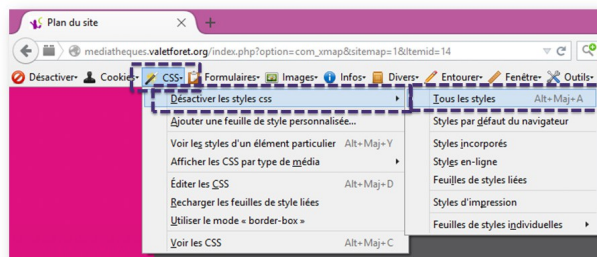 Plan du site
mediatheques.valetforet.org/index.php?option=com_xmap&sitemap=1&Itemid=14
Désactiver Cookies CSS Formulaires Images Infos Divers Entourer Fenêtre Outils
Désactiver les styles css
Ajouter une feuille de style personnalisée...
Voir les styles d'un élément particulier Alt+Maj+Y
Afficher les CSS par type de média
Éditer les CSS Alt+Maj+D
Recharger les feuilles de style liées
Utiliser le mode « border-box »
Voir les CSS Alt+Maj+C
Tous les styles Alt+Maj+A
Styles par défaut du navigateur
Styles incorporés
Styles en-ligne
Feuilles de styles liées
Styles d'impression
Feuilles de styles individuelles